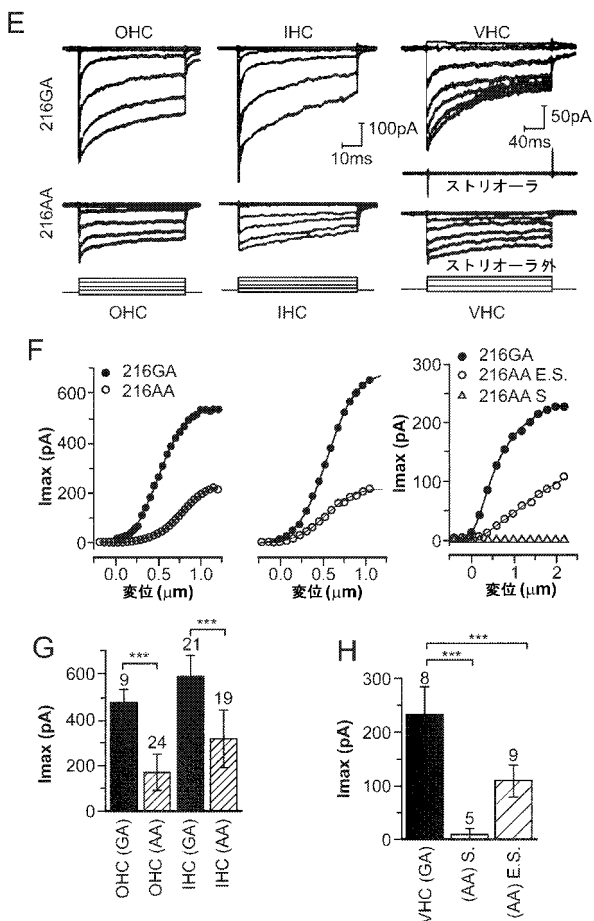 E
OHC
IHC
VHC
216GA
100pA
10ms
50pA
40ms
ストリオーラ
216AA
ストリオーラ外
OHC
IHC
VHC
F
216GA
216AA
216GA
216AA E.S.
216AA S
Imax (pA)
600
400
200
0
0.0 0.5 1.0
変位 (μm)
0.0 0.5 1.0
変位 (μm)
Imax (pA)
300
200
100
0
0 1 2
変位 (μm)
G
***
***
9
24
21
19
Imax (pA)
600
400
200
0
OHC (GA)
OHC (AA)
IHC (GA)
IHC (AA)
H
***
***
8
5
9
Imax (pA)
300
200
100
0
VHC (GA)
(AA) S.
(AA) E.S.